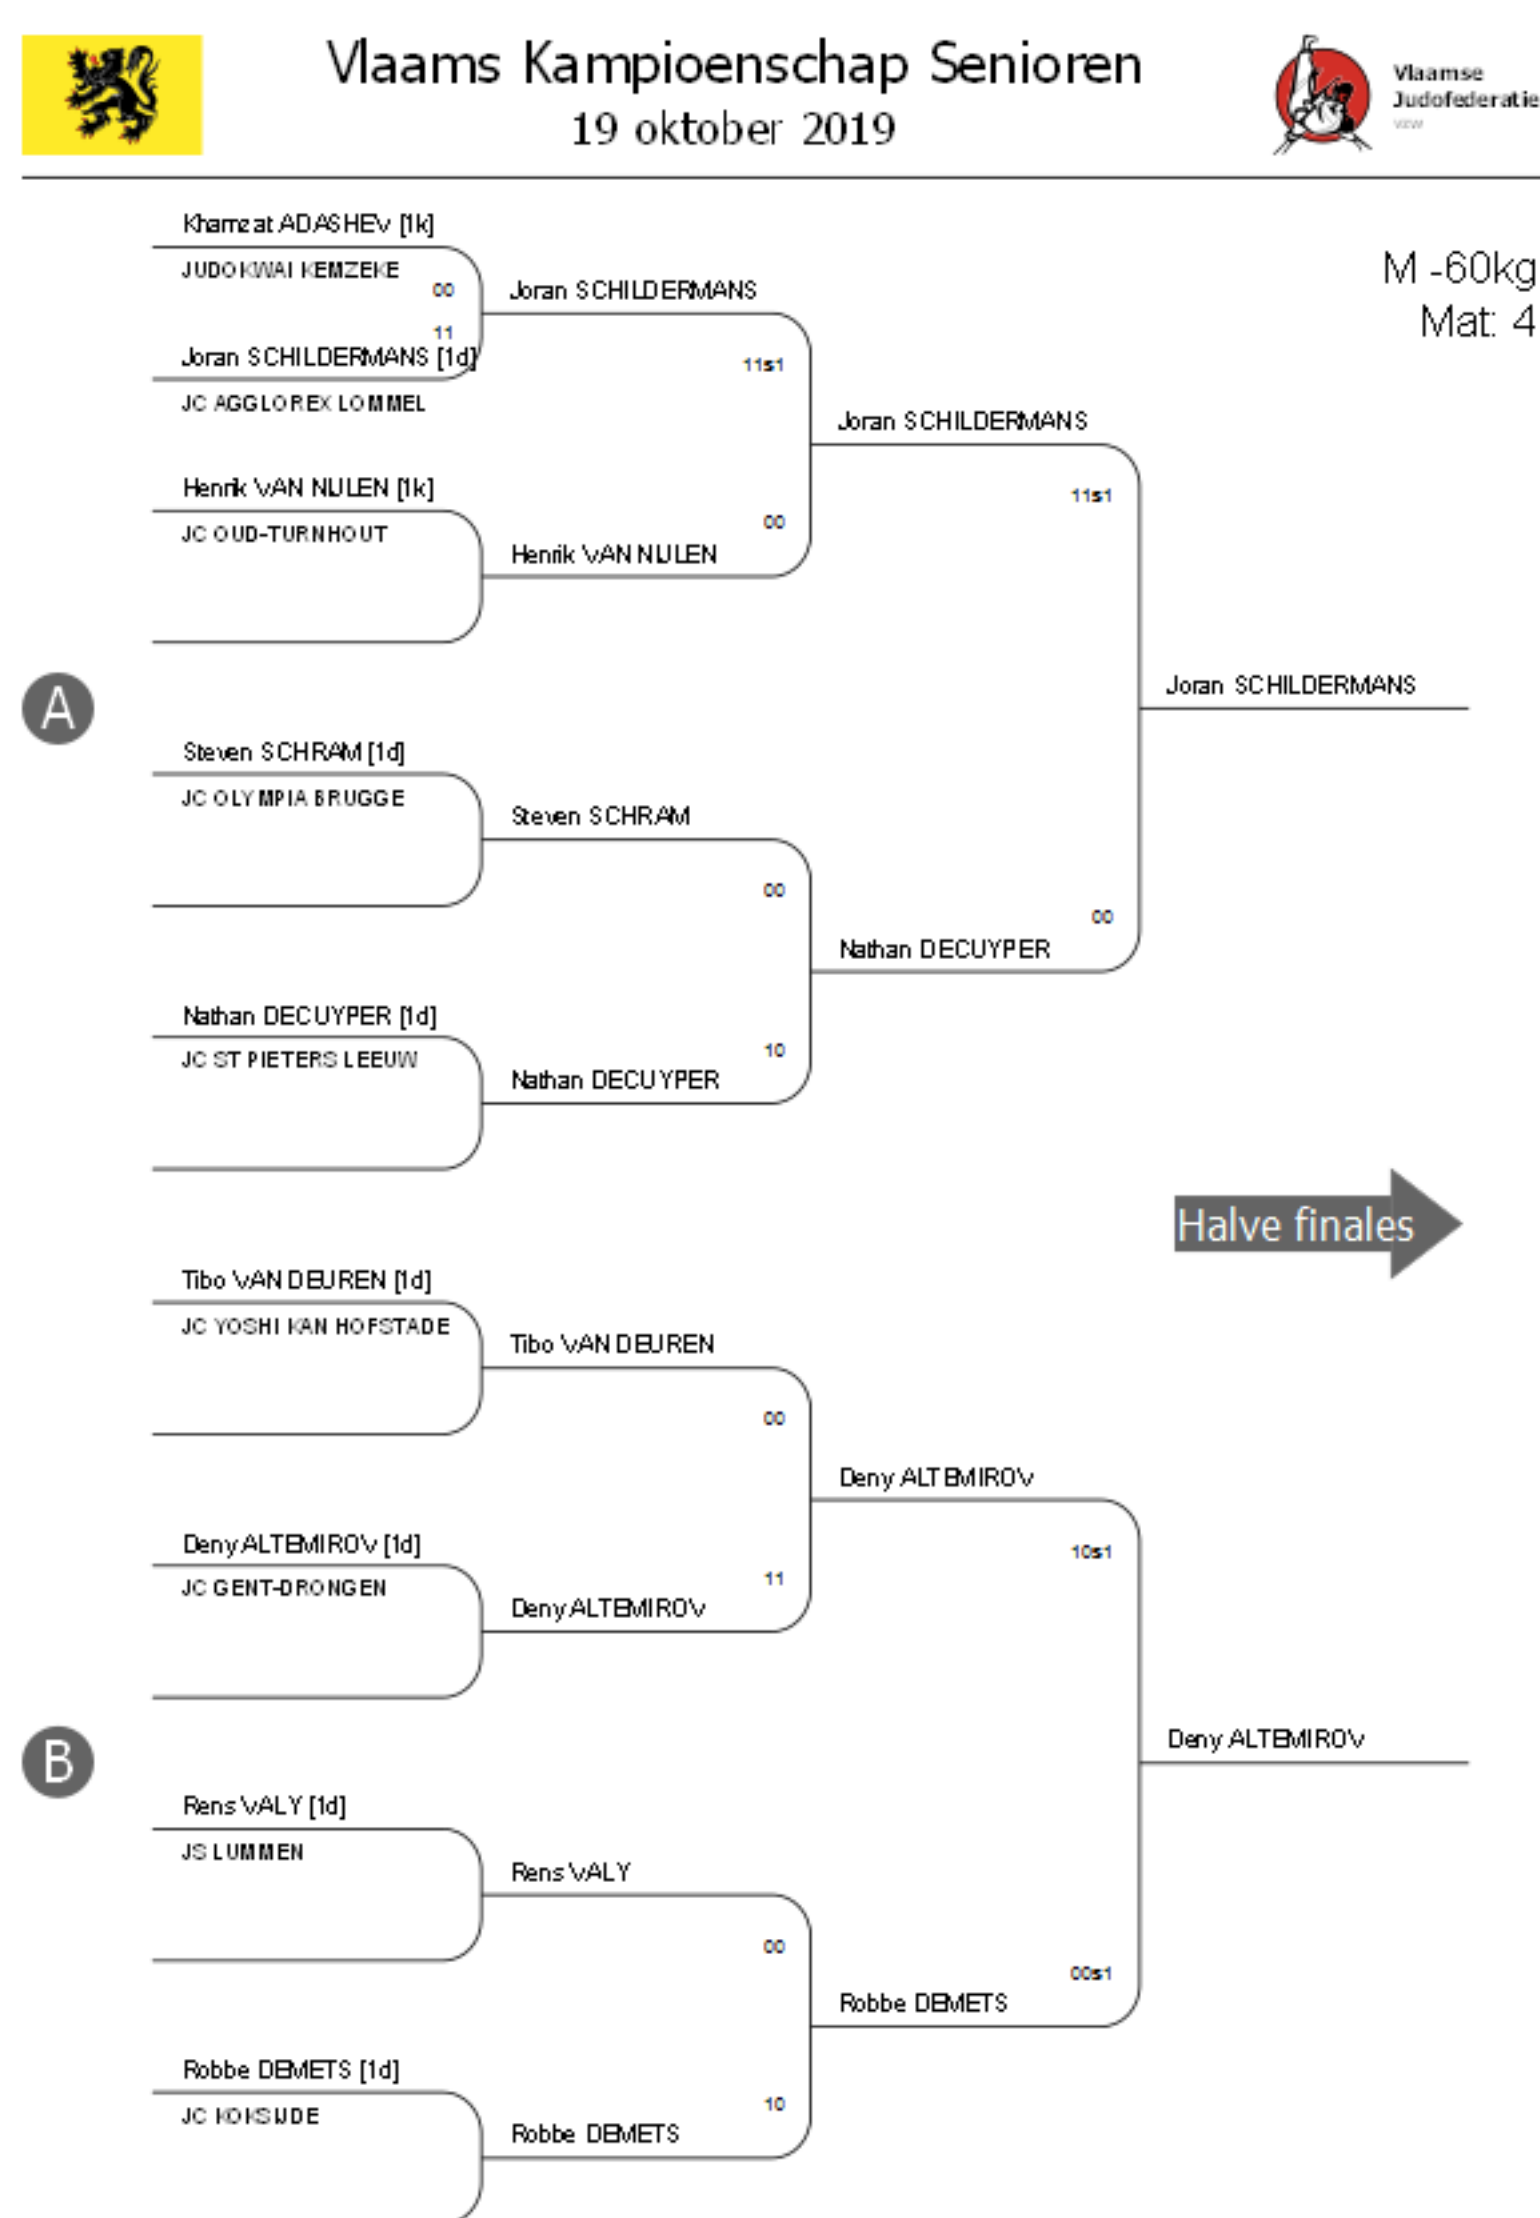 Vlaams Kampioenschap Senioren
19 oktober 2019
Vlaamse
Judofederatie
vzw
M -60kg
Mat: 4
Khamzat ADASHEV [1k]
JUDOKWAI KEMZEKE
00
11
Joran SCHILDERMANS [1d]
JC AGGLOREX LOMMEL
Joran SCHILDERMANS
11s1
Joran SCHILDERMANS
11s1
Henrik VAN NIJLEN [1k]
JC OUD-TURNHOUT
00
Henrik VAN NIJLEN
A
Joran SCHILDERMANS
Steven SCHRAM [1d]
JC OLYMPIA BRUGGE
Steven SCHRAM
00
00
Nathan DECUYPER
Nathan DECUYPER [1d]
JC ST PIETERS LEEUW
10
Nathan DECUYPER
Halve finales
Tibo VAN DEUREN [1d]
JC YOSHI KAN HOFSTADE
Tibo VAN DEUREN
00
Deny ALTEMIROV
10s1
Deny ALTEMIROV [1d]
JC GENT-DRONGEN
11
Deny ALTEMIROV
B
Deny ALTEMIROV
Rens VALY [1d]
JS LUMMEN
Rens VALY
00
00s1
Robbe DEMETS
Robbe DEMETS [1d]
JC KOKSIJDE
10
Robbe DEMETS